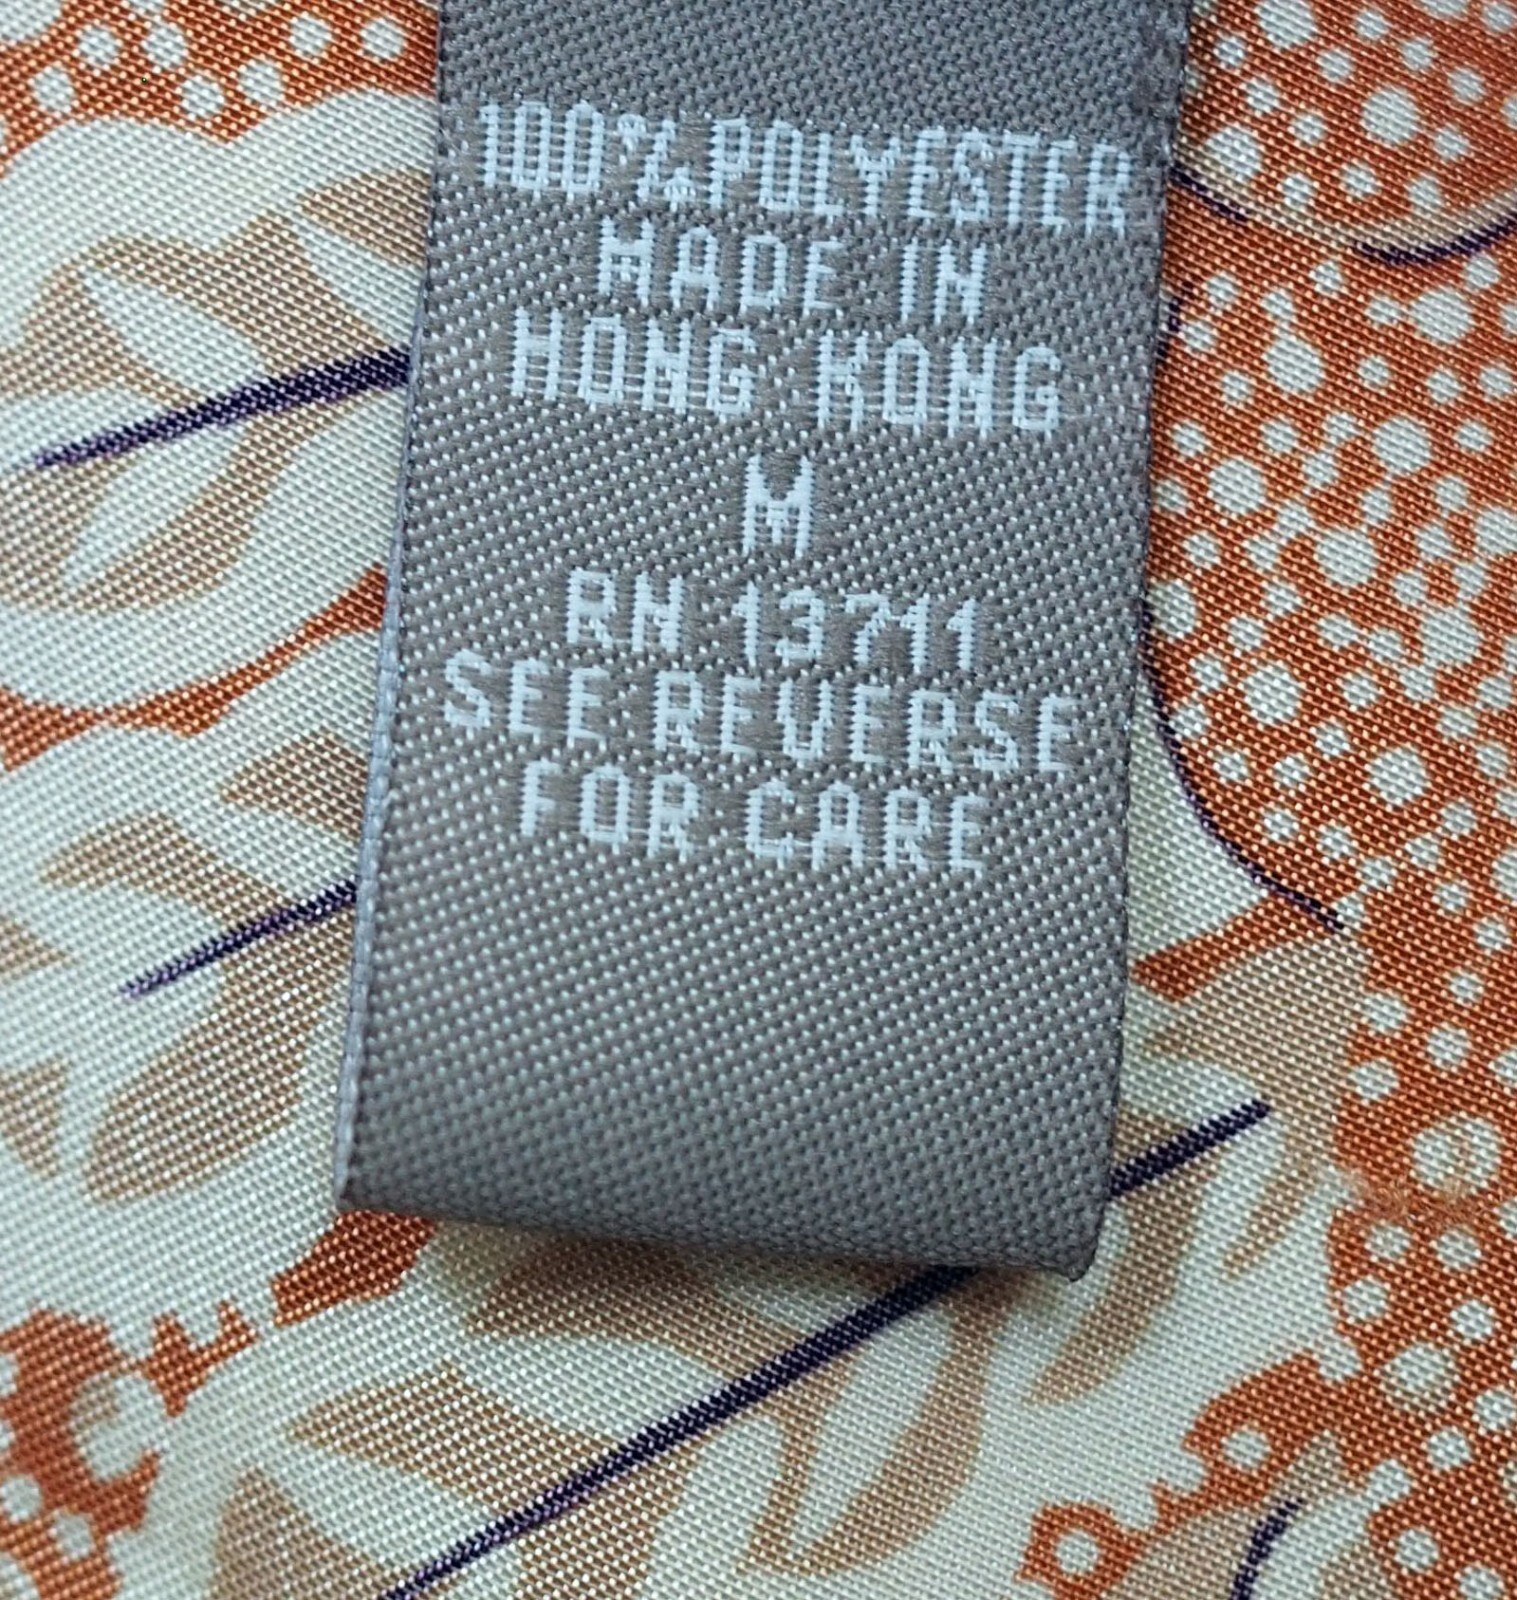 100% POLYESTER
MADE IN
HONG KONG
M
RN 13711
SEE REVERSE
FOR CARE